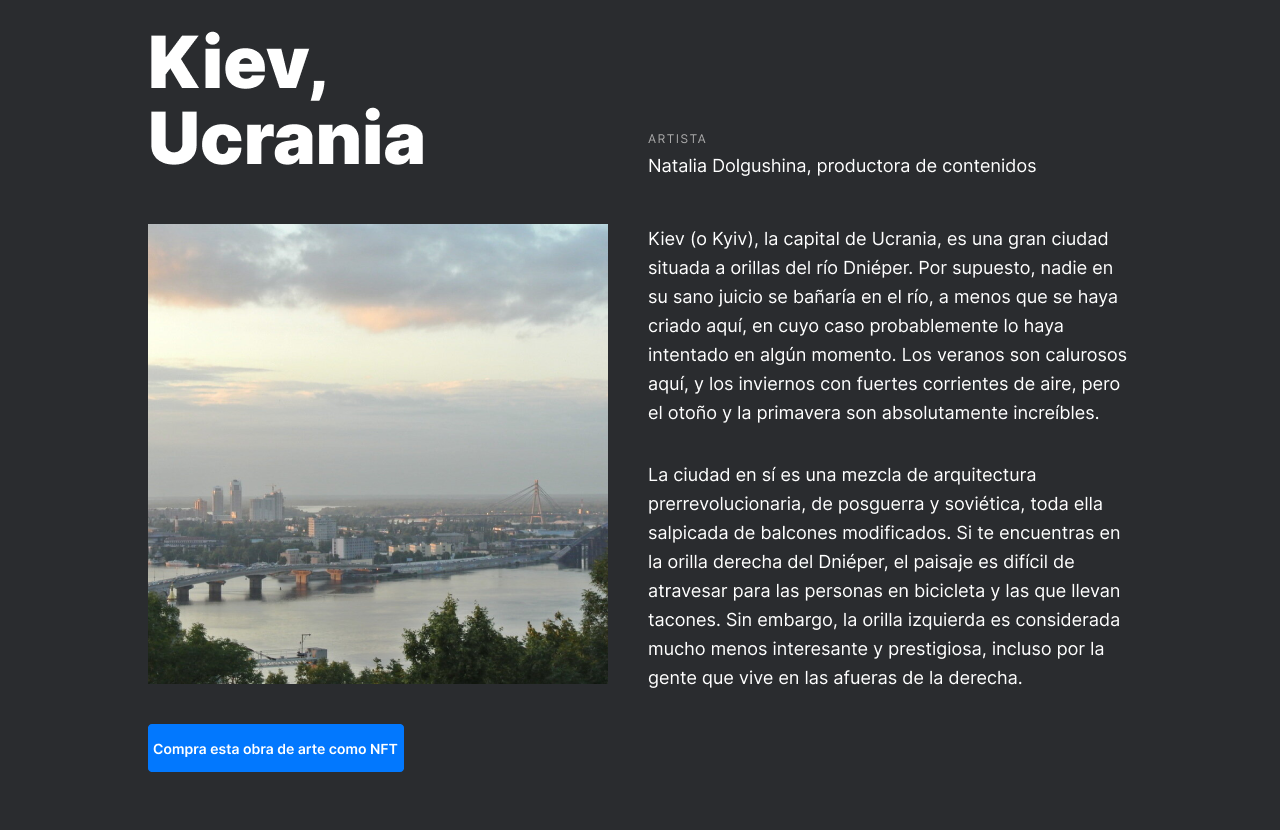 Kiev,
Ucrania
ARTISTA
Natalia Dolgushina, productora de contenidos
Kiev (o Kyiv), la capital de Ucrania, es una gran ciudad
situada a orillas del río Dniéper. Por supuesto, nadie en
su sano juicio se bañaría en el río, a menos que se haya
criado aquí, en cuyo caso probablemente lo haya
intentado en algún momento. Los veranos son calurosos
aquí, y los inviernos con fuertes corrientes de aire, pero
el otoño y la primavera son absolutamente increíbles.
La ciudad en sí es una mezcla de arquitectura
prerrevolucionaria, de posguerra y soviética, toda ella
salpicada de balcones modificados. Si te encuentras en
la orilla derecha del Dniéper, el paisaje es difícil de
atravesar para las personas en bicicleta y las que llevan
tacones. Sin embargo, la orilla izquierda es considerada
mucho menos interesante y prestigiosa, incluso por la
gente que vive en las afueras de la derecha.
Compra esta obra de arte como NFT